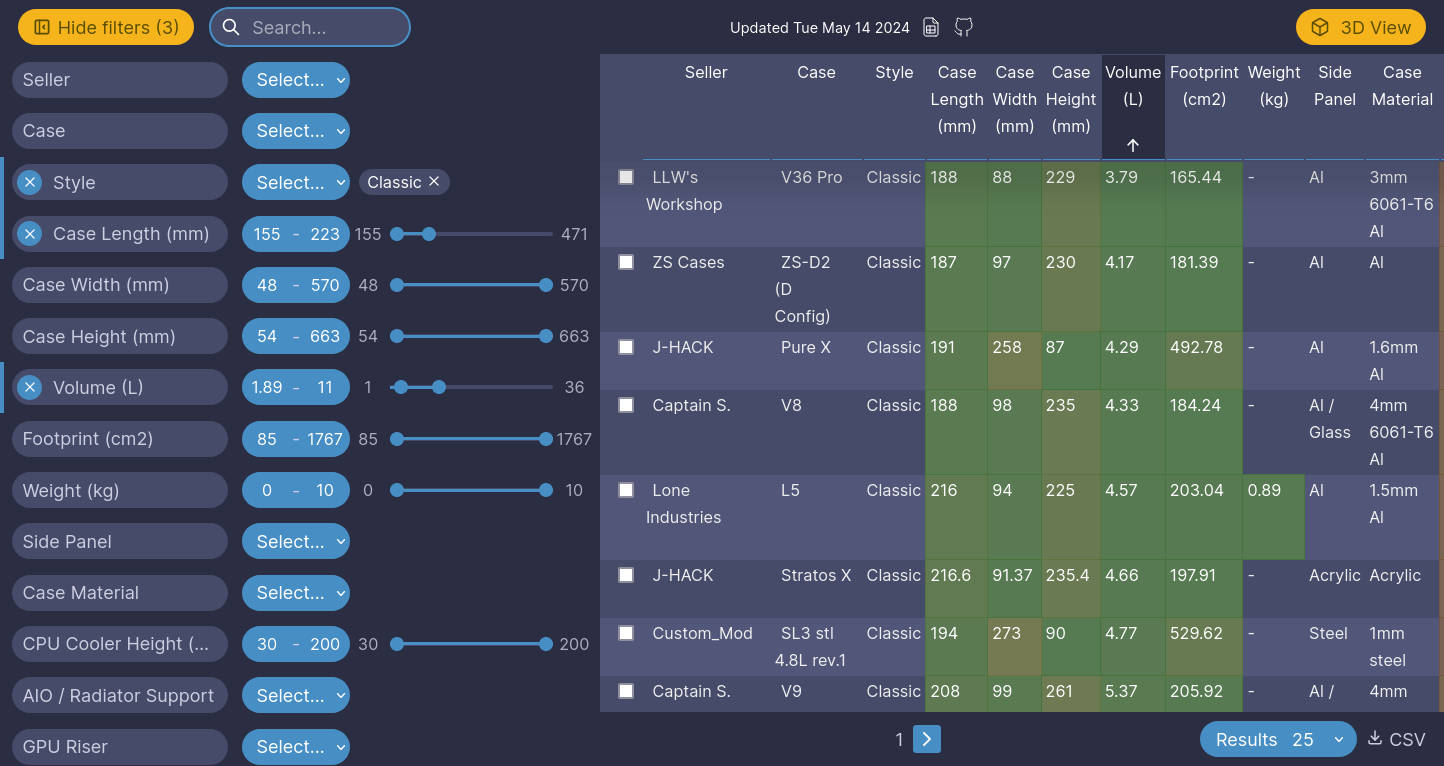 Hide filters (3)
Search...
Updated Tue May 14 2024
3D View
Seller Select...
Case Select...
Style Select... Classic
Case Length (mm) 155 - 223 155 471
Case Width (mm) 48 - 570 48 570
Case Height (mm) 54 - 663 54 663
Volume (L) 1.89 - 11 1 36
Footprint (cm2) 85 - 1767 85 1767
Weight (kg) 0 - 10 0 10
Side Panel Select...
Case Material Select...
CPU Cooler Height (... 30 - 200 30 200
AIO / Radiator Support Select...
GPU Riser Select...
Seller Case Style Case Case Case Volume Footprint Weight Side Case
Length Width Height (L) (cm2) (kg) Panel Material
(mm) (mm) (mm)
LLW's V36 Pro Classic 188 88 229 3.79 165.44 - Al 3mm
Workshop 6061-T6
Al
ZS Cases ZS-D2 Classic 187 97 230 4.17 181.39 - Al Al
(D
Config)
J-HACK Pure X Classic 191 258 87 4.29 492.78 - Al 1.6mm
Al
Captain S. V8 Classic 188 98 235 4.33 184.24 - Al / 4mm
Glass 6061-T6
Al
Lone L5 Classic 216 94 225 4.57 203.04 0.89 Al 1.5mm
Industries Al
J-HACK Stratos X Classic 216.6 91.37 235.4 4.66 197.91 - Acrylic Acrylic
Custom_Mod SL3 stl Classic 194 273 90 4.77 529.62 - Steel 1mm
4.8L rev.1 steel
Captain S. V9 Classic 208 99 261 5.37 205.92 - Al / 4mm
1
Results 25
CSV